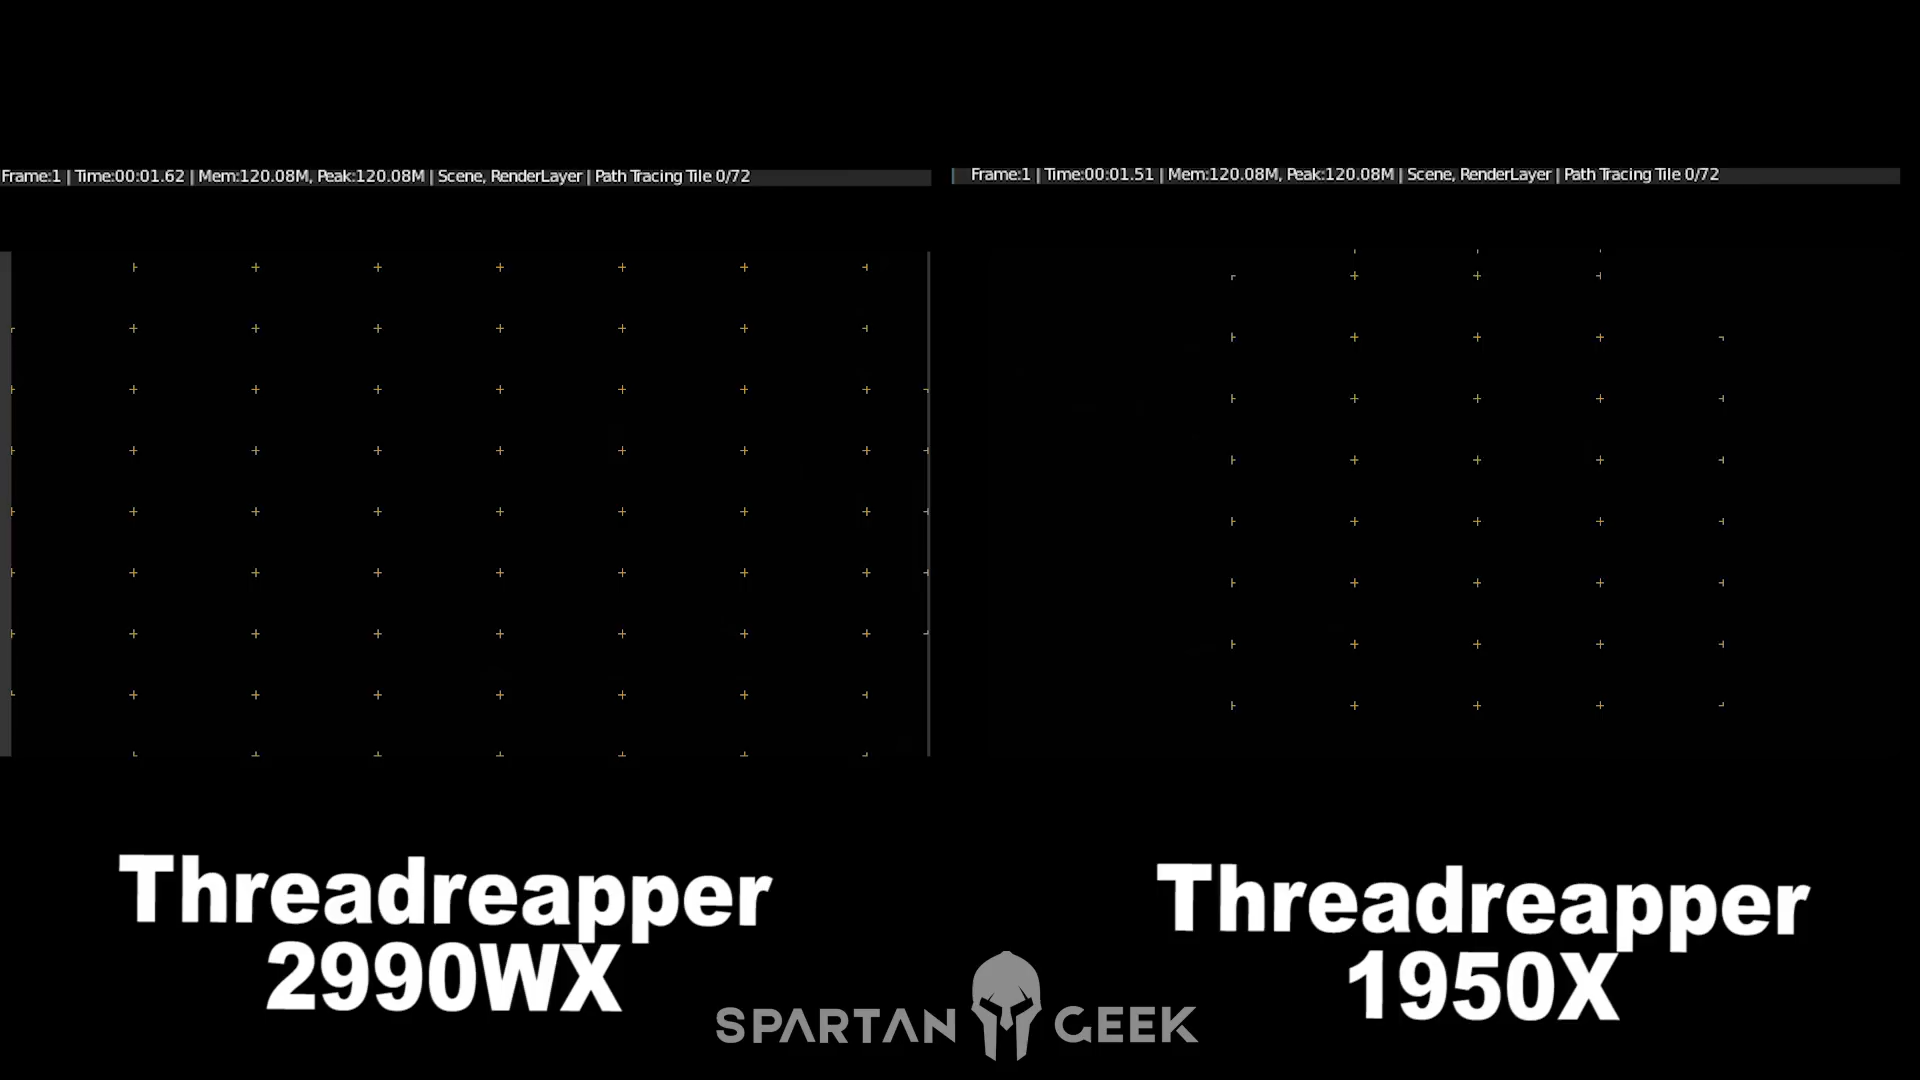 Frame:1 | Time:00:01.62 | Mem:120.08M, Peak:120.08M | Scene, RenderLayer | Path Tracing Tile 0/72
Frame:1 | Time:00:01.51 | Mem:120.08M, Peak:120.08M | Scene, RenderLayer | Path Tracing Tile 0/72
Threadreapper
2990WX
Threadreapper
1950X
SPARTAN GEEK